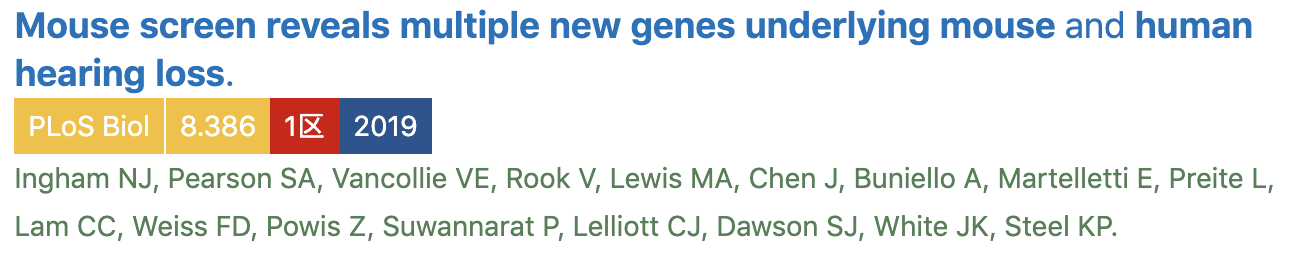 Mouse screen reveals multiple new genes underlying mouse and human
hearing loss.
PLoS Biol 8.386 1区 2019
Ingham NJ, Pearson SA, Vancollie VE, Rook V, Lewis MA, Chen J, Buniello A, Martelletti E, Preite L,
Lam CC, Weiss FD, Powis Z, Suwannarat P, Lelliott CJ, Dawson SJ, White JK, Steel KP.